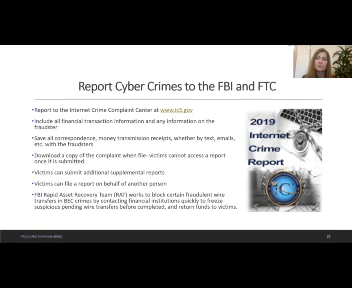 Report Cyber Crimes to the FBI and FTC
•Report to the Internet Crime Complaint Center at www.ic3.gov
•Include all financial transaction information and any information on the
fraudster
•Save all correspondence, money transmission receipts, whether by text, emails,
etc. with the fraudsters
•Download a copy of the complaint when file- victims cannot access a report
once it is submitted.
•Victims can submit additional supplemental reports
•Victims can file a report on behalf of another person
•FBI Rapid Asset Recovery Team (RAT) works to block certain fraudulent wire
transfers in BEC crimes by contacting financial institutions quickly to freeze
suspicious pending wire transfers before completed, and return funds to victims.
2019
Internet
Crime
Report